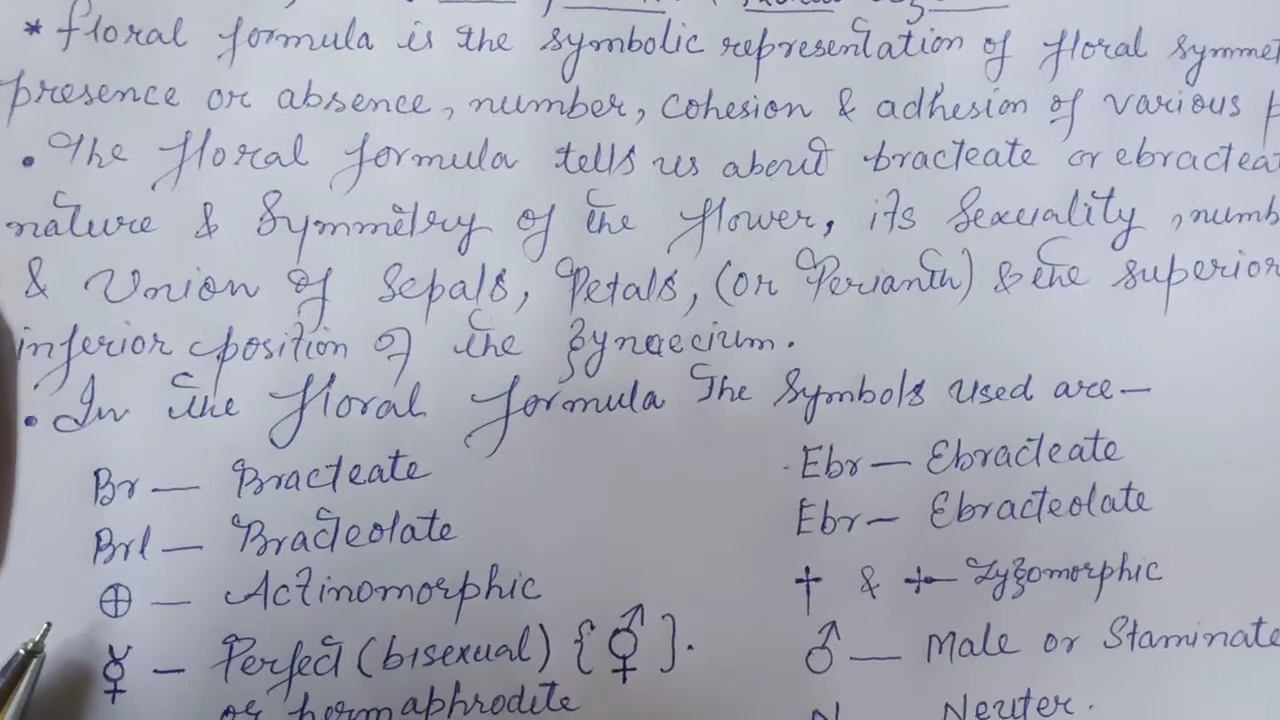 * floral formula is the symbolic representation of floral symmet
presence or absence, number, cohesion & adhesion of various p
• The floral formula tells us about bracteate or ebractea
nature & Symmetry of the flower, its Sexuality, numb
& Union of Sepals, Petals, (or Perianth) & the superior
inferior position of the gynaecium.
• In the floral formula The Symbols used are —
Br — Bracteate
Ebr — Ebracteate
Brl — Bracteolate
Ebr — Ebracteolate
⊕ — Actinomorphic
† & ∔ — Zygomorphic
☿ — Perfect (bisexual) {⚥}.
♂ — Male or Staminate
or hermaphrodite
N Neuter.